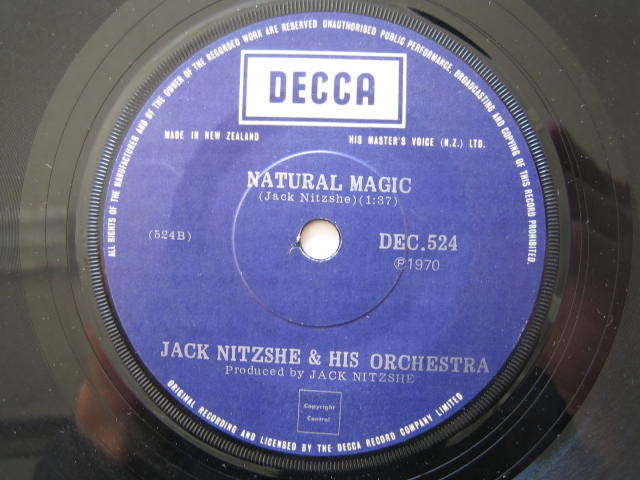 ALL RIGHTS OF THE MANUFACTURER AND OF THE OWNER OF THE RECORDED WORK ARE RESERVED UNAUTHORISED PUBLIC PERFORMANCE, BROADCASTING AND COPYING OF THIS RECORD PROHIBITED.
DECCA
MADE IN NEW ZEALAND
HIS MASTER'S VOICE (N.Z.) LTD.
NATURAL MAGIC
(Jack Nitzshe)(1:37)
(524B)
DEC.524
℗1970
JACK NITZSHE & HIS ORCHESTRA
Produced by JACK NITZSHE
Copyright
Control
ORIGINAL RECORDING AND LICENSED BY THE DECCA RECORD COMPANY LIMITED